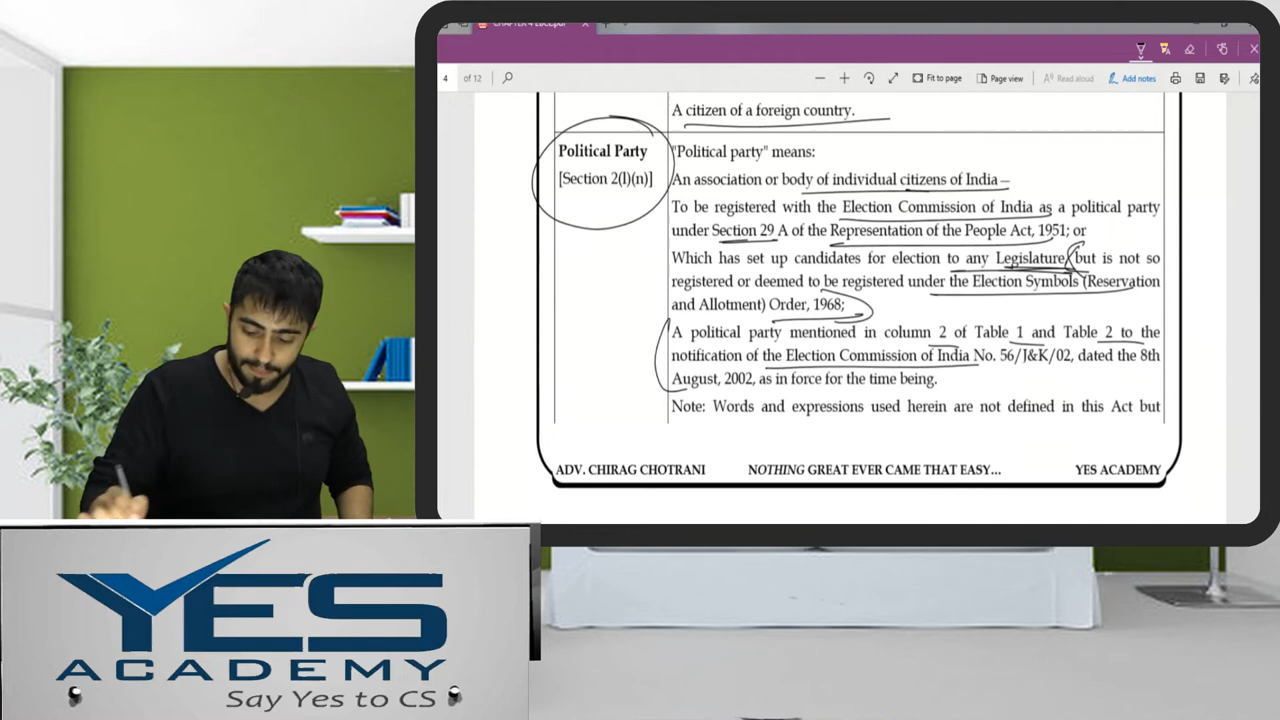 CHAPTER 4 LBCL.pdf
4 of 12
Fit to page
Page view
Read aloud
Add notes
A citizen of a foreign country.
Political Party
[Section 2(l)(n)]
"Political party" means:
An association or body of individual citizens of India –
To be registered with the Election Commission of India as a political party
under Section 29 A of the Representation of the People Act, 1951; or
Which has set up candidates for election to any Legislature, but is not so
registered or deemed to be registered under the Election Symbols (Reservation
and Allotment) Order, 1968;
A political party mentioned in column 2 of Table 1 and Table 2 to the
notification of the Election Commission of India No. 56/J&K/02, dated the 8th
August, 2002, as in force for the time being.
Note: Words and expressions used herein are not defined in this Act but
ADV. CHIRAG CHOTRANI NOTHING GREAT EVER CAME THAT EASY... YES ACADEMY
YES
ACADEMY
Say Yes to CS